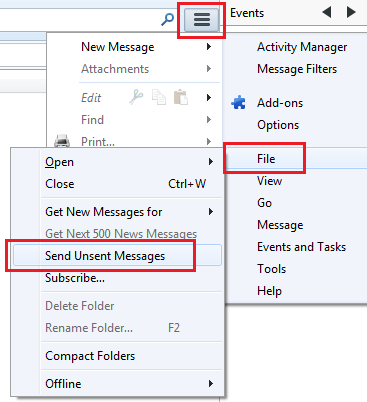 Events
New Message
Attachments
Edit
Find
Print...
Activity Manager
Message Filters
Add-ons
Options
File
View
Go
Message
Events and Tasks
Tools
Help
Open
Close Ctrl+W
Get New Messages for
Get Next 500 News Messages
Send Unsent Messages
Subscribe...
Delete Folder
Rename Folder... F2
Compact Folders
Offline